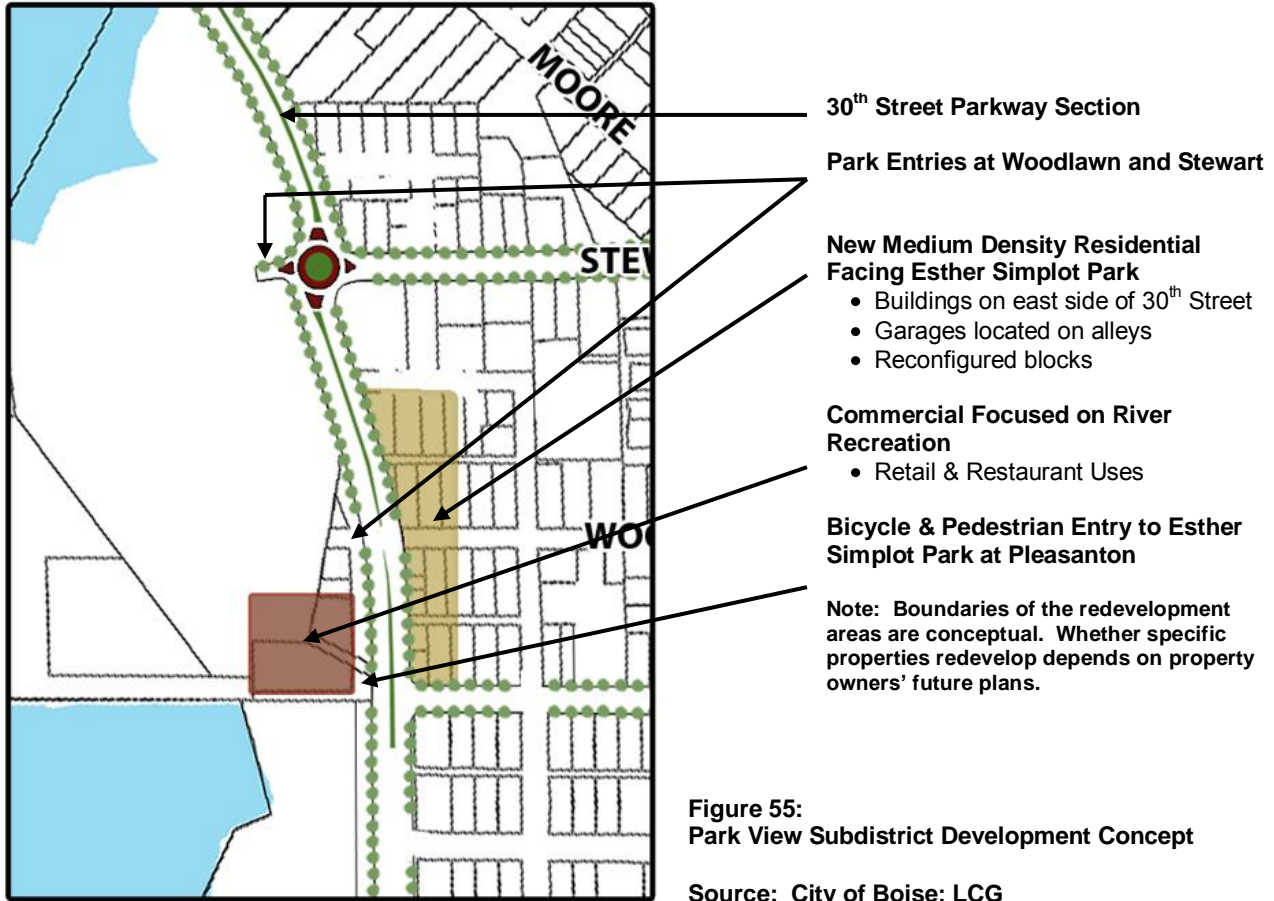 MOORE
STEW
WOO
30th Street Parkway Section
Park Entries at Woodlawn and Stewart
New Medium Density Residential
Facing Esther Simplot Park
• Buildings on east side of 30th Street
• Garages located on alleys
• Reconfigured blocks
Commercial Focused on River
Recreation
• Retail & Restaurant Uses
Bicycle & Pedestrian Entry to Esther
Simplot Park at Pleasanton
Note: Boundaries of the redevelopment
areas are conceptual. Whether specific
properties redevelop depends on property
owners’ future plans.
Figure 55:
Park View Subdistrict Development Concept
Source: City of Boise; LCG